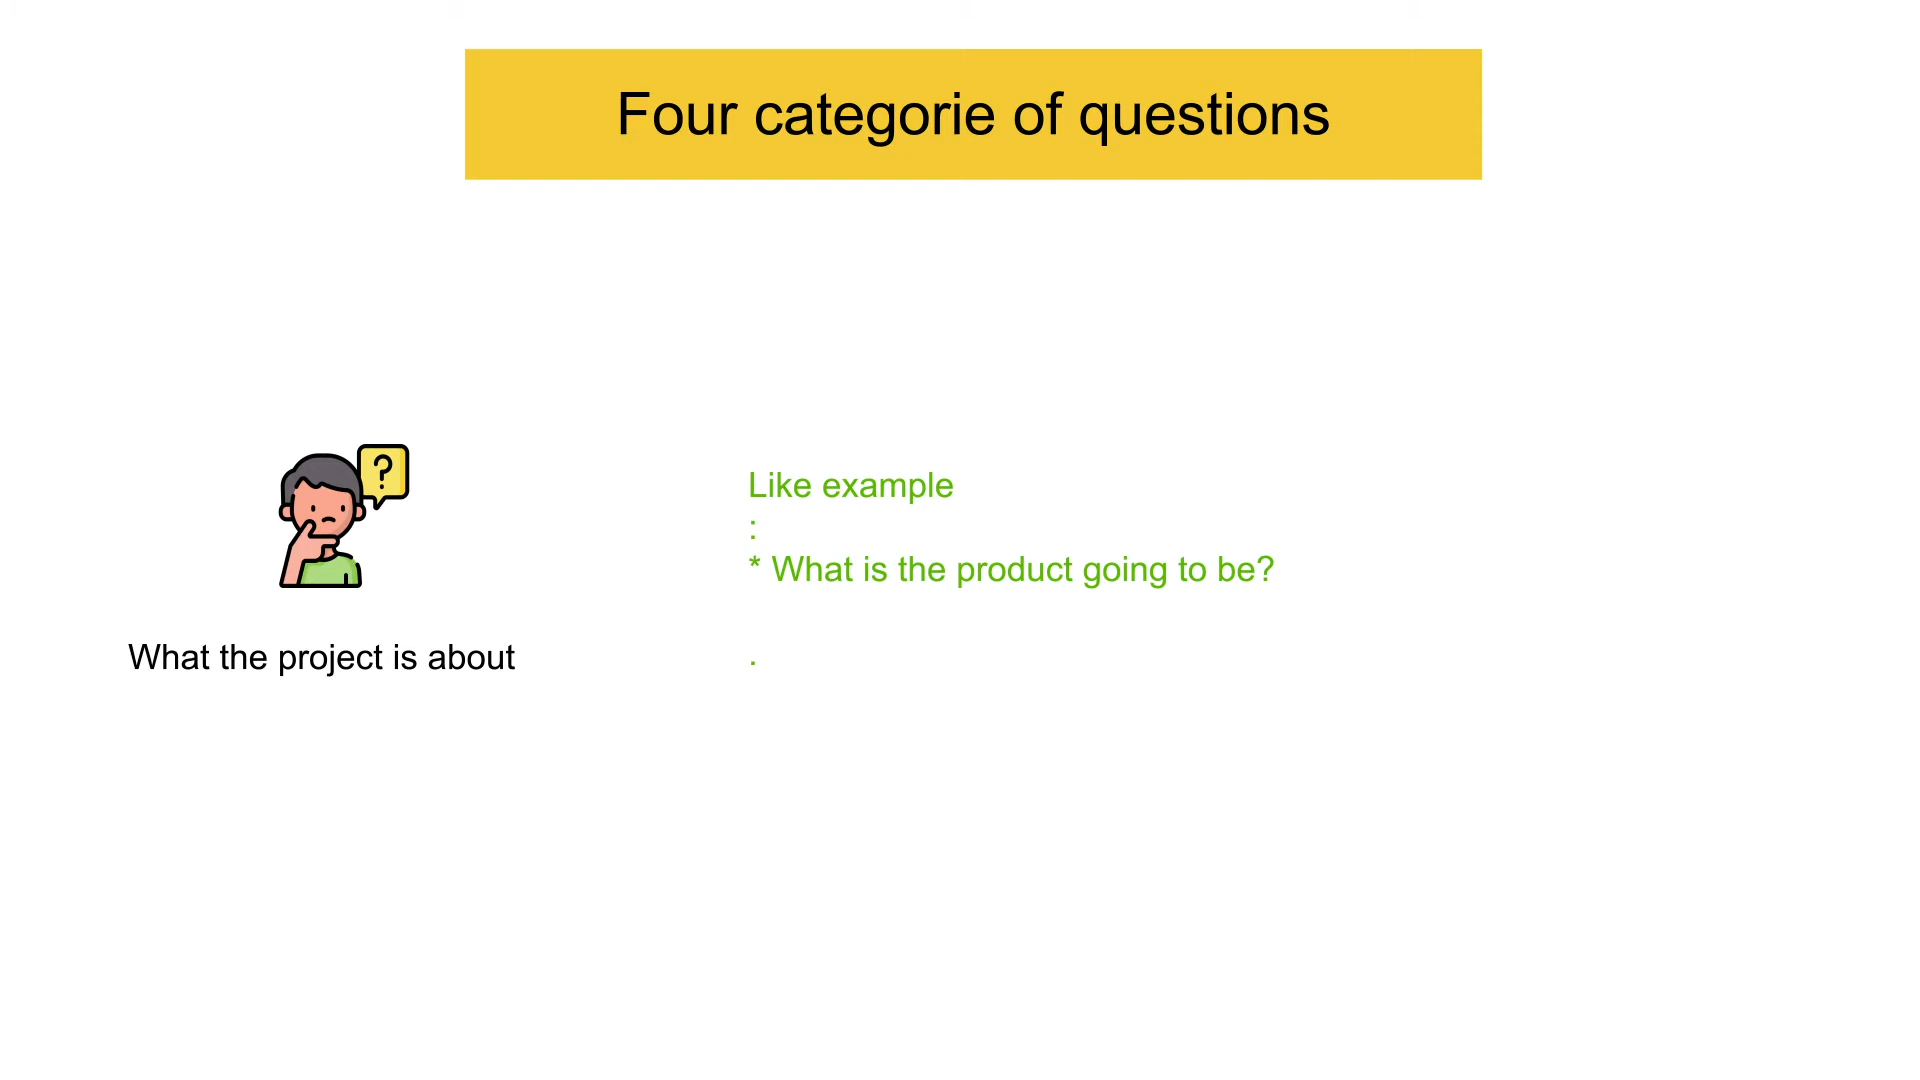 Four categorie of questions
?
Like example
:
* What is the product going to be?
What the project is about
.